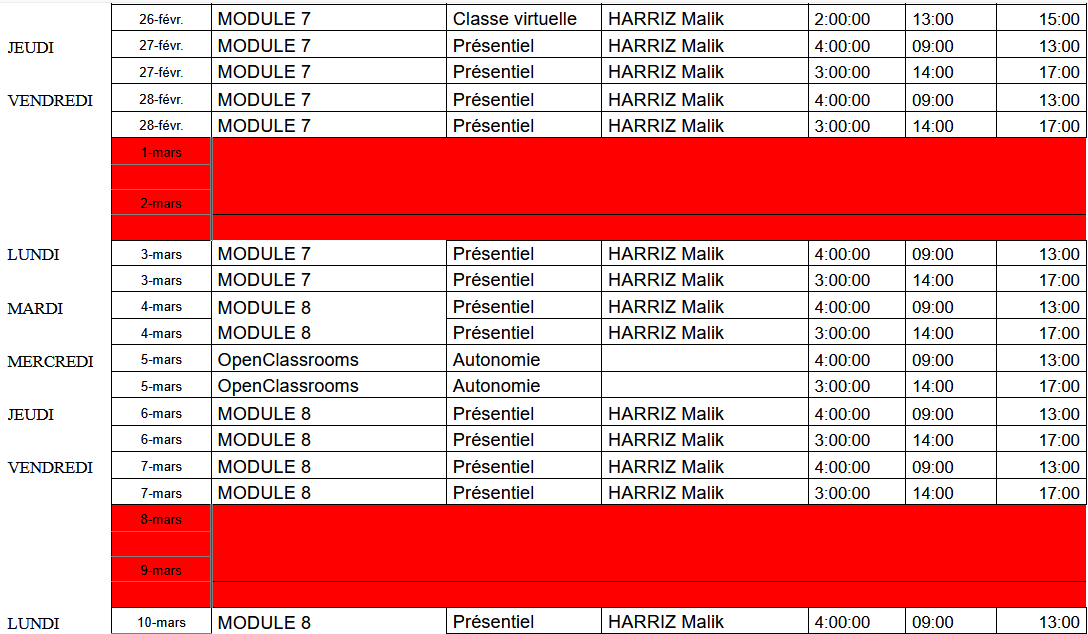 26-févr. MODULE 7 Classe virtuelle HARRIZ Malik 2:00:00 13:00 15:00
JEUDI 27-févr. MODULE 7 Présentiel HARRIZ Malik 4:00:00 09:00 13:00
27-févr. MODULE 7 Présentiel HARRIZ Malik 3:00:00 14:00 17:00
VENDREDI 28-févr. MODULE 7 Présentiel HARRIZ Malik 4:00:00 09:00 13:00
28-févr. MODULE 7 Présentiel HARRIZ Malik 3:00:00 14:00 17:00
1-mars
2-mars
LUNDI 3-mars MODULE 7 Présentiel HARRIZ Malik 4:00:00 09:00 13:00
3-mars MODULE 7 Présentiel HARRIZ Malik 3:00:00 14:00 17:00
MARDI 4-mars MODULE 8 Présentiel HARRIZ Malik 4:00:00 09:00 13:00
4-mars MODULE 8 Présentiel HARRIZ Malik 3:00:00 14:00 17:00
MERCREDI 5-mars OpenClassrooms Autonomie 4:00:00 09:00 13:00
5-mars OpenClassrooms Autonomie 3:00:00 14:00 17:00
JEUDI 6-mars MODULE 8 Présentiel HARRIZ Malik 4:00:00 09:00 13:00
6-mars MODULE 8 Présentiel HARRIZ Malik 3:00:00 14:00 17:00
VENDREDI 7-mars MODULE 8 Présentiel HARRIZ Malik 4:00:00 09:00 13:00
7-mars MODULE 8 Présentiel HARRIZ Malik 3:00:00 14:00 17:00
8-mars
9-mars
LUNDI 10-mars MODULE 8 Présentiel HARRIZ Malik 4:00:00 09:00 13:00